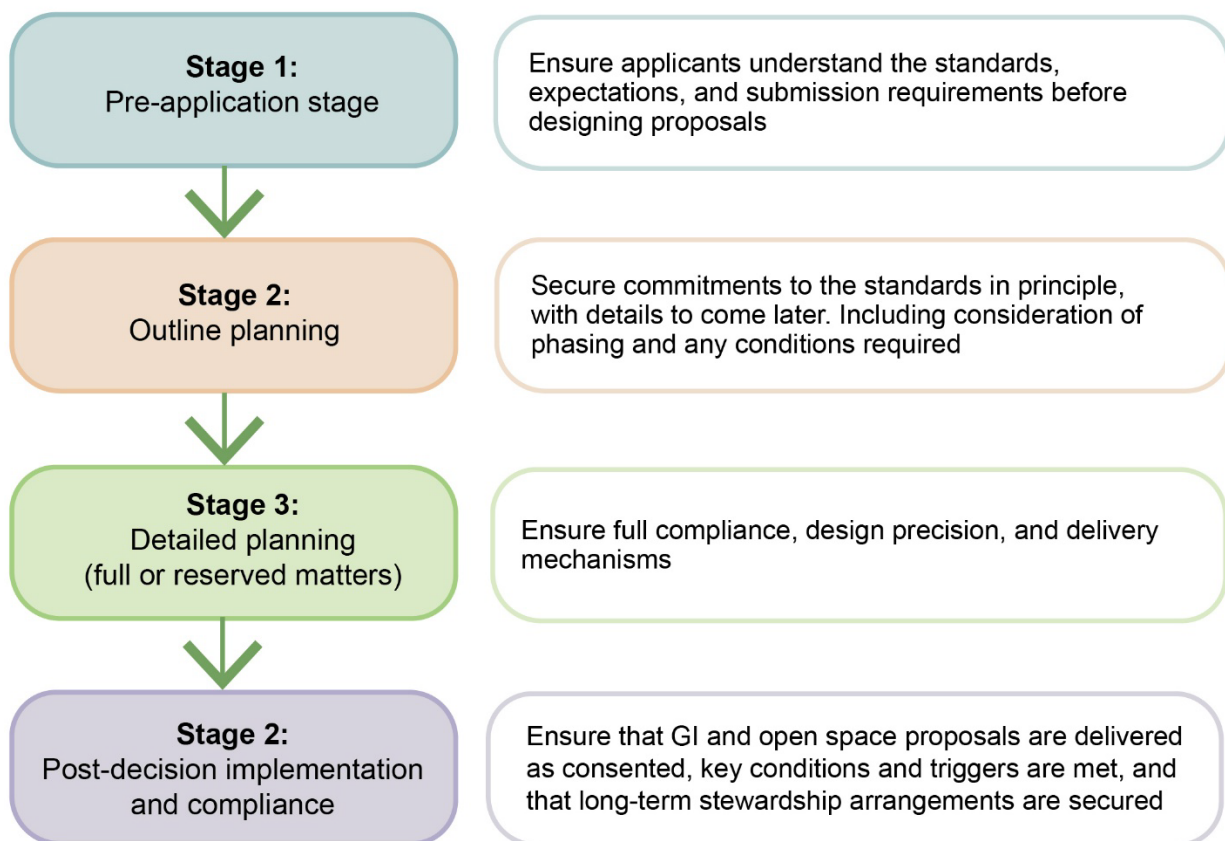 Stage 1:
Pre-application stage
Ensure applicants understand the standards,
expectations, and submission requirements before
designing proposals
Stage 2:
Outline planning
Secure commitments to the standards in principle,
with details to come later. Including consideration of
phasing and any conditions required
Stage 3:
Detailed planning
(full or reserved matters)
Ensure full compliance, design precision, and delivery
mechanisms
Stage 2:
Post-decision implementation
and compliance
Ensure that GI and open space proposals are delivered
as consented, key conditions and triggers are met, and
that long-term stewardship arrangements are secured